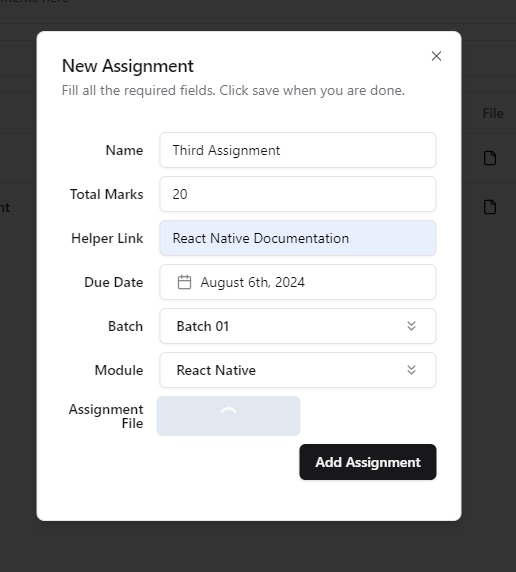 New Assignment
Fill all the required fields. Click save when you are done.
File
Name Third Assignment
Total Marks 20
Helper Link React Native Documentation
nt
Due Date August 6th, 2024
Batch Batch 01
Module React Native
Assignment
File
Add Assignment